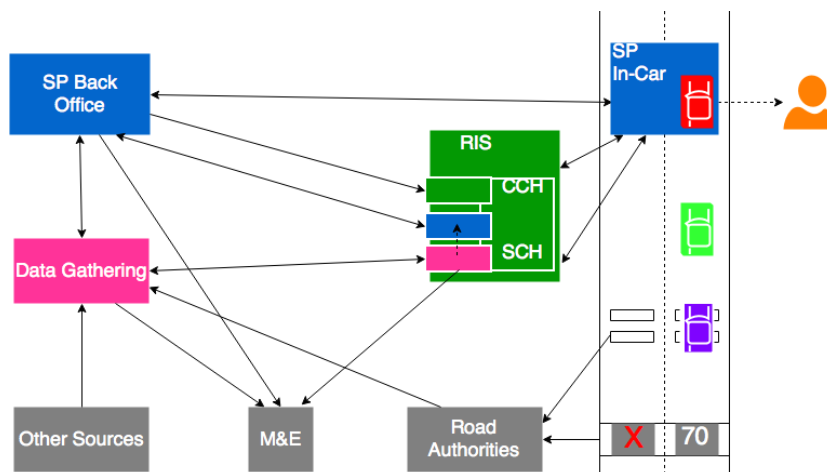 SP Back
Office
SP
In-Car
RIS
CCH
SCH
Data Gathering
Other Sources
M&E
Road
Authorities
X
70